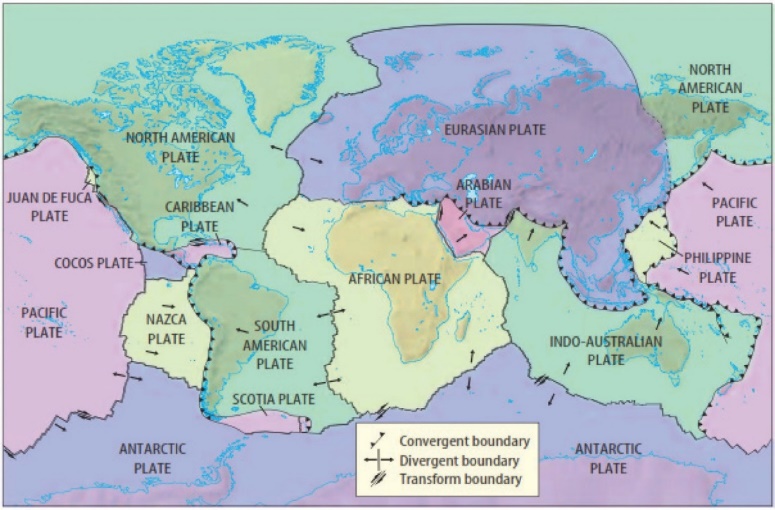 NORTH
AMERICAN
PLATE
NORTH AMERICAN
PLATE
EURASIAN PLATE
JUAN DE FUCA
PLATE
CARIBBEAN
PLATE
ARABIAN
PLATE
PACIFIC
PLATE
COCOS PLATE
PHILIPPINE
PLATE
AFRICAN PLATE
PACIFIC
PLATE
NAZCA
PLATE
SOUTH
AMERICAN
PLATE
INDO-AUSTRALIAN
PLATE
SCOTIA PLATE
ANTARCTIC
PLATE
Convergent boundary
Divergent boundary
Transform boundary
ANTARCTIC
PLATE